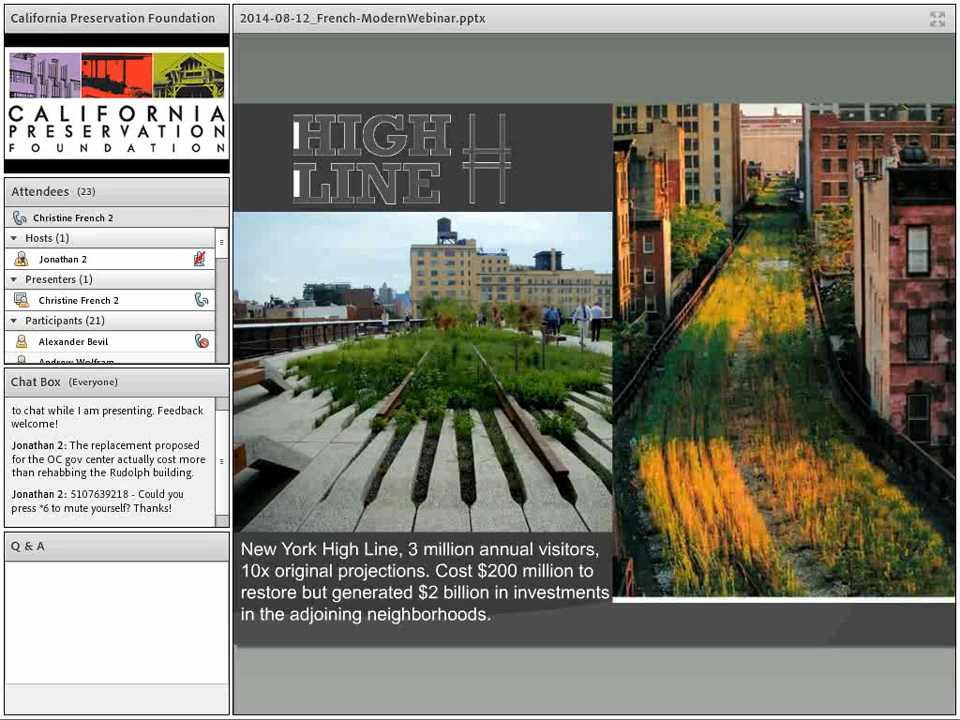 California Preservation Foundation
CALIFORNIA
PRESERVATION
FOUNDATION
Attendees (23)
Christine French 2
Hosts (1)
Jonathan 2
Presenters (1)
Christine French 2
Participants (21)
Alexander Bevil
Andrew Wolfram
Chat Box (Everyone)
to chat while I am presenting. Feedback
welcome!
Jonathan 2: The replacement proposed
for the OC gov center actually cost more
than rehabbing the Rudolph building.
Jonathan 2: 5107639218 - Could you
press *6 to mute yourself? Thanks!
Q & A
2014-08-12_French-ModernWebinar.pptx
HIGH
LINE
New York High Line, 3 million annual visitors,
10x original projections. Cost $200 million to
restore but generated $2 billion in investments
in the adjoining neighborhoods.